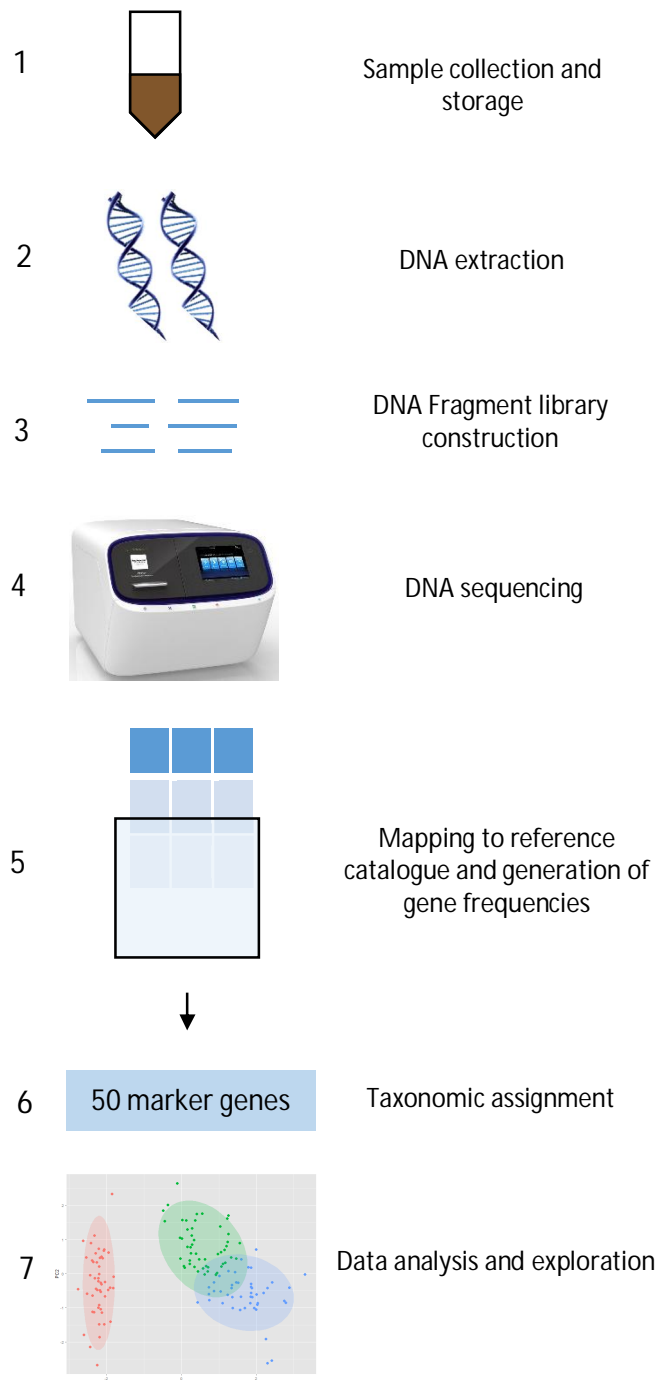 1
Sample collection and
storage
2
DNA extraction
3
DNA Fragment library
construction
4
DNA sequencing
5
Mapping to reference
catalogue and generation of
gene frequencies
6
50 marker genes
Taxonomic assignment
7
Data analysis and exploration
PC2